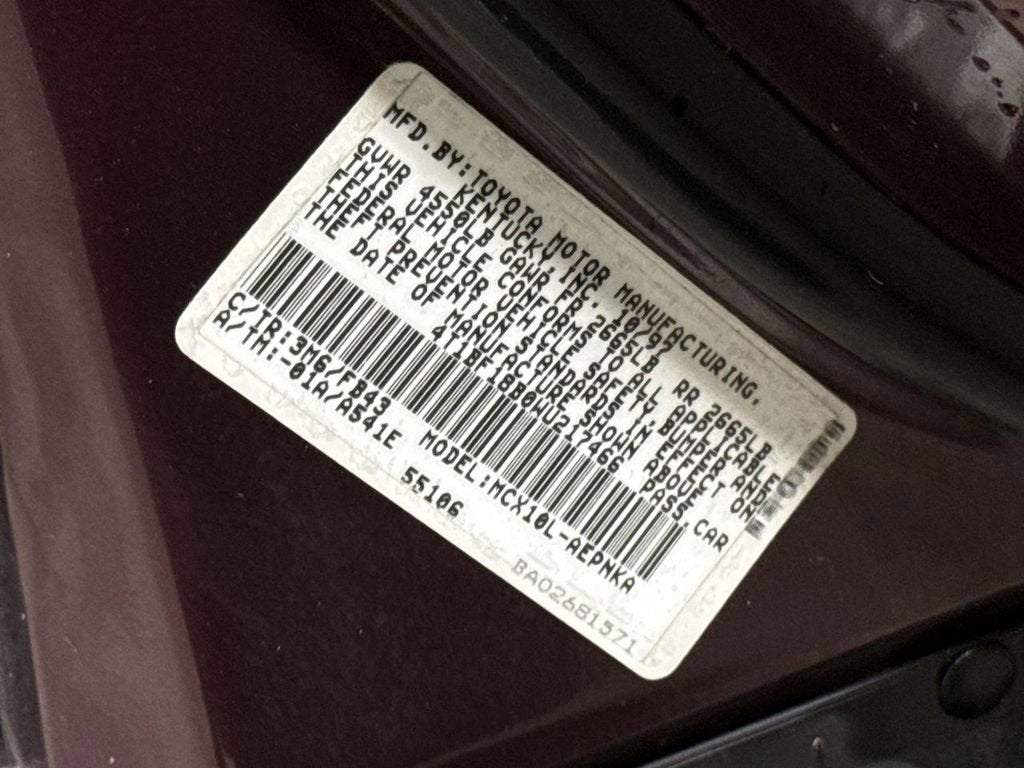 MFD.BY:TOYOTA MOTOR MANUFACTURING,
KENTUCKY, INC. 10/97
GVWR 4550LB GAWR FR 2665LB RR 2665LB
THIS VEHICLE CONFORMS TO ALL APPLICABLE
FEDERAL MOTOR VEHICLE SAFETY, BUMPER, AND
THEFT PREVENTION STANDARDS IN EFFECT ON
THE DATE OF MANUFACTURE SHOWN ABOVE.
4T1BF18B0WU217466 PASS.CAR
C/TR:3M6/FB43 MODEL:MCX10L-AEPNKA
A/TM:-01A/A541E 55106
BA02681571